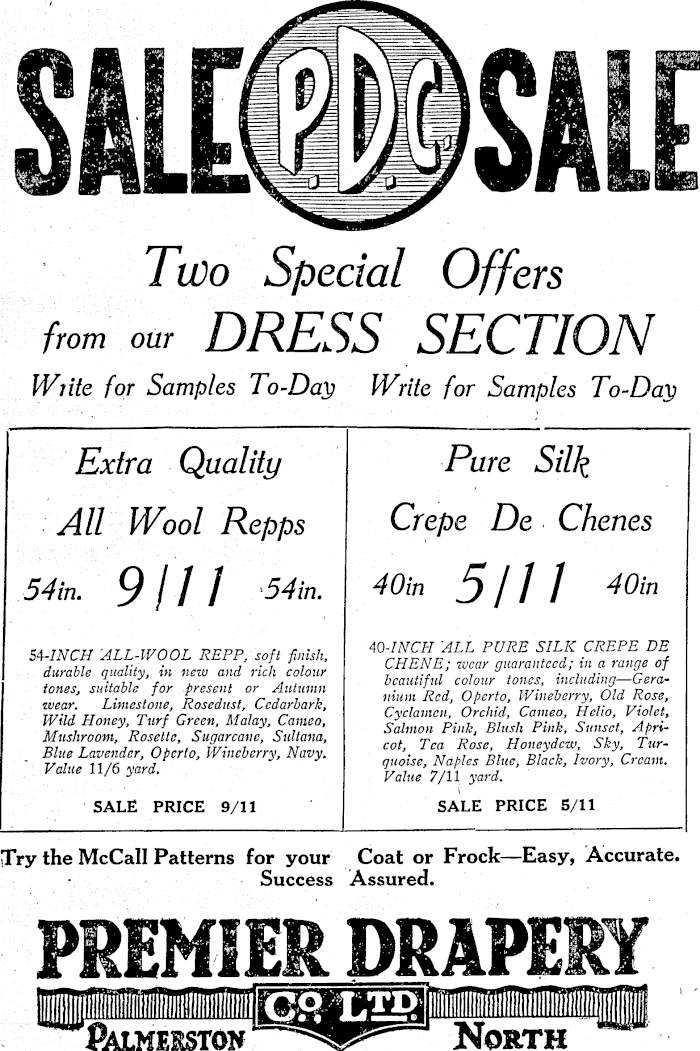 SALE P.D.C. SALE
Two Special Offers
from our DRESS SECTION
Write for Samples To-Day Write for Samples To-Day
Extra Quality
All Wool Repps
54in. 9/11 54in.
54-INCH ALL-WOOL REPP, soft finish,
durable quality, in new and rich colour
tones, suitable for present or Autumn
wear. Limestone, Rosedust, Cedarbark,
Wild Honey, Turf Green, Malay, Cameo,
Mushroom, Rosette, Sugarcane, Sultana,
Blue Lavender, Operto, Wineberry, Navy.
Value 11/6 yard.
SALE PRICE 9/11
Pure Silk
Crepe De Chenes
40in 5/11 40in
40-INCH ALL PURE SILK CREPE DE
CHENE; wear guaranteed; in a range of
beautiful colour tones, including—Gera-
nium Red, Operto, Wineberry, Old Rose,
Cyclamen, Orchid, Cameo, Helio, Violet,
Salmon Pink, Blush Pink, Sunset, Apri-
cot, Tea Rose, Honeydew, Sky, Tur-
quoise, Naples Blue, Black, Ivory, Cream.
Value 7/11 yard.
SALE PRICE 5/11
Try the McCall Patterns for your Coat or Frock—Easy, Accurate.
Success Assured.
PREMIER DRAPERY
CO. LTD.
PALMERSTON NORTH